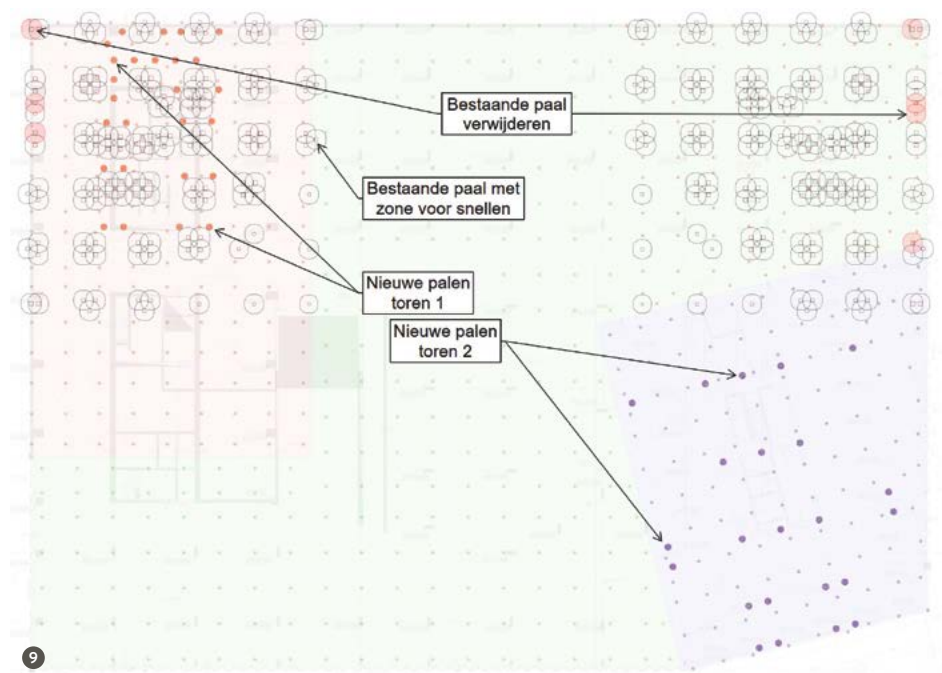 Bestaande paal
verwijderen
Bestaande paal met
zone voor snellen
Nieuwe palen
toren 1
Nieuwe palen
toren 2
9